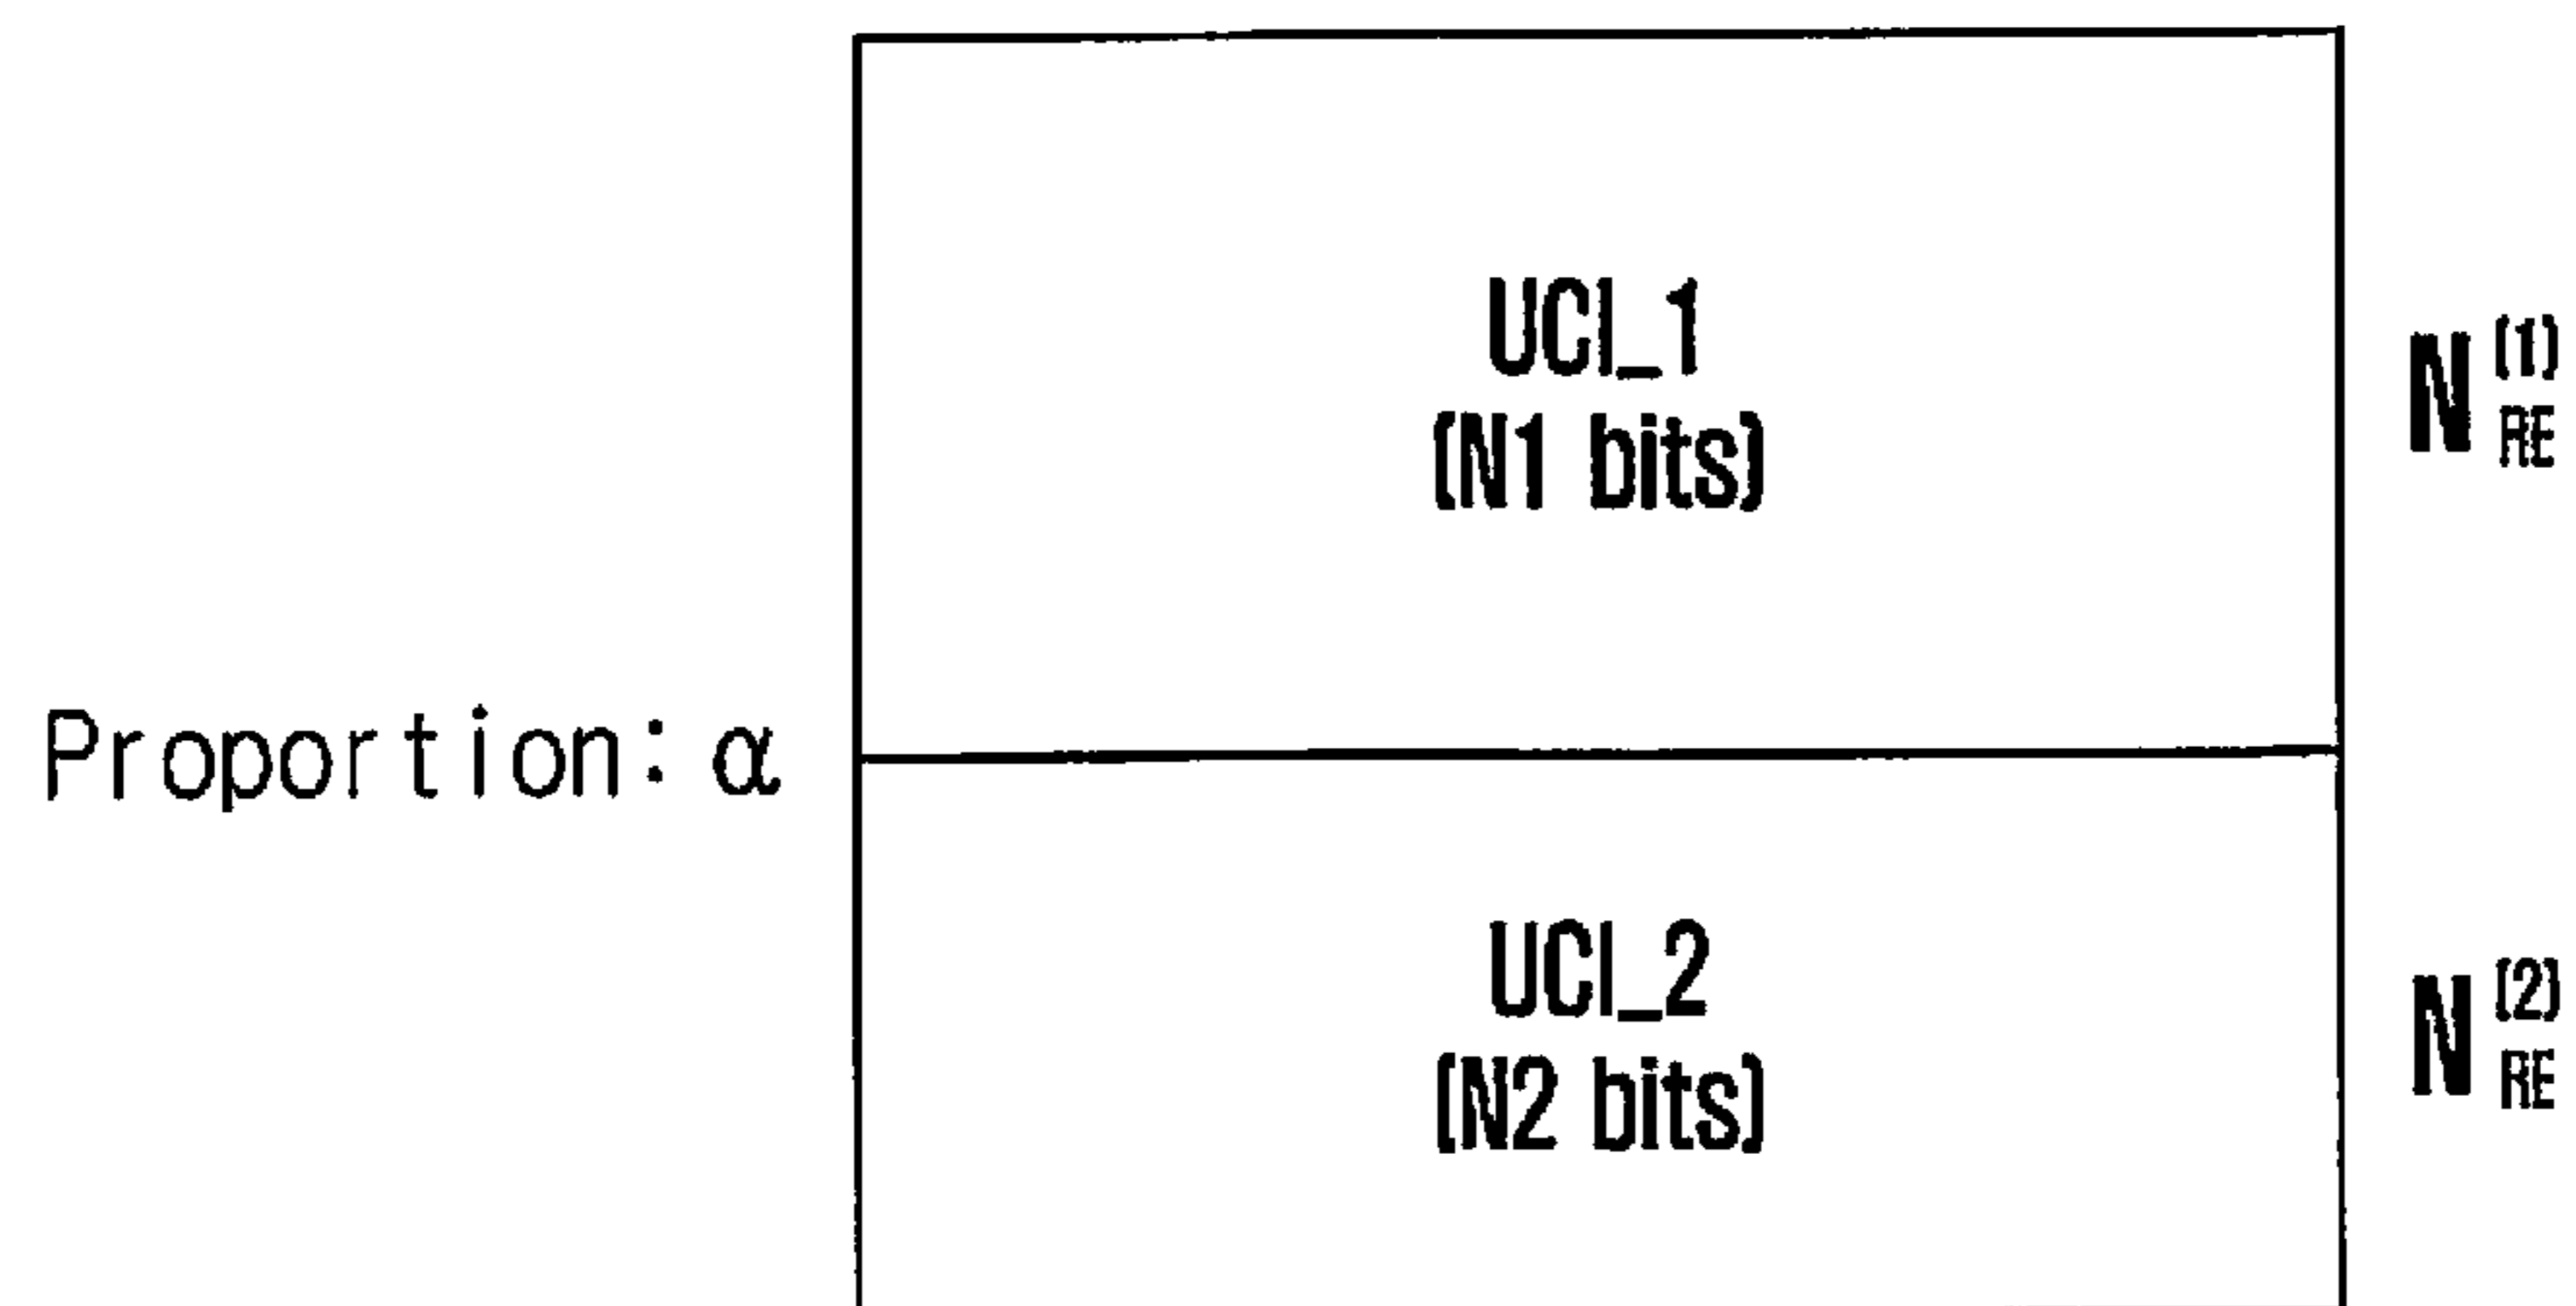 UCI_1
(N1 bits)
N(1)RE
Proportion: α
UCI_2
(N2 bits)
N(2)RE